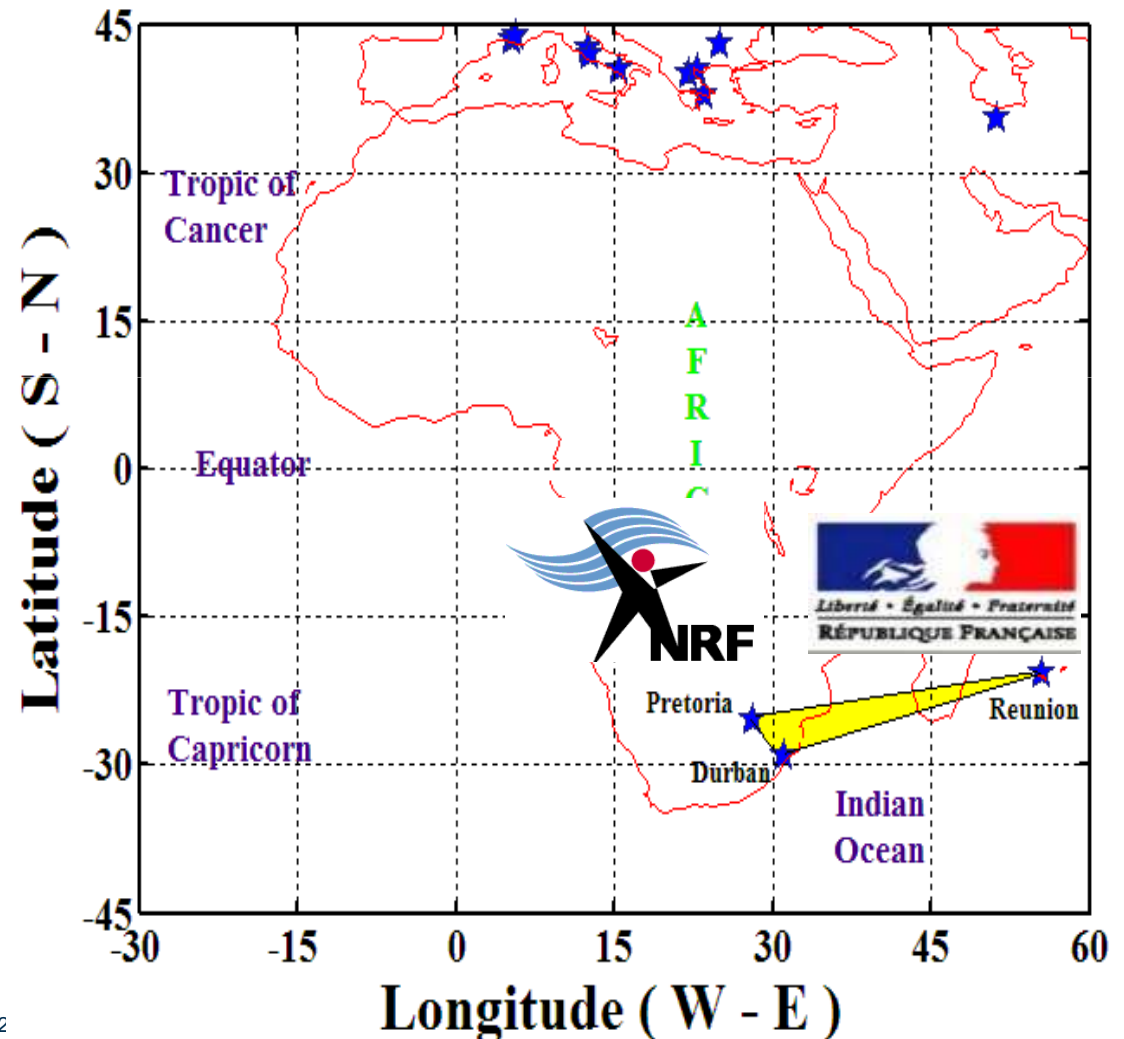 45
30
15
0
-15
-30
-45
Latitude ( S - N )
Tropic of
Cancer
Equator
Tropic of
Capricorn
A
F
R
I
C
NRF
Liberté • Égalité • Fraternité
RÉPUBLIQUE FRANÇAISE
Pretoria
Reunion
Durban
Indian
Ocean
-30 -15 0 15 30 45 60
Longitude ( W - E )
2